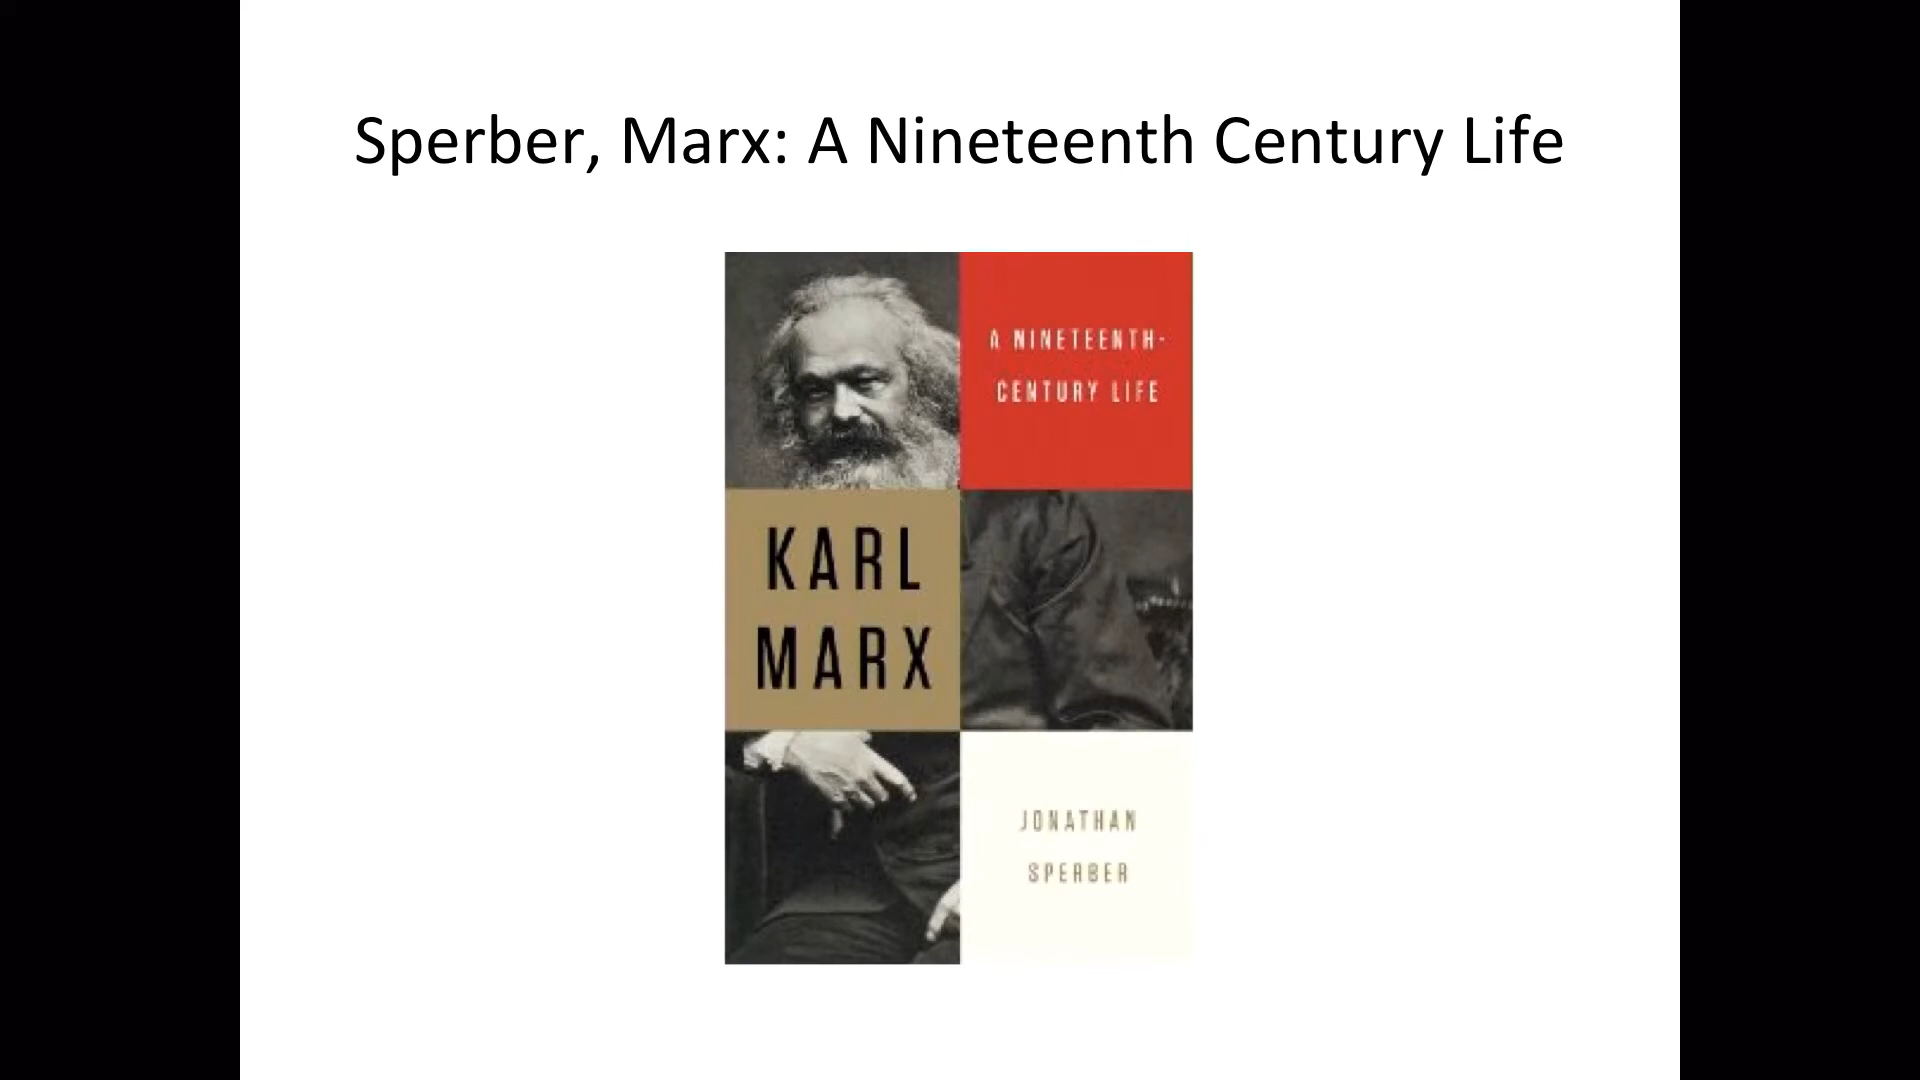 Sperber, Marx: A Nineteenth Century Life
A NINETEENTH-
CENTURY LIFE
KARL
MARX
JONATHAN
SPERBER